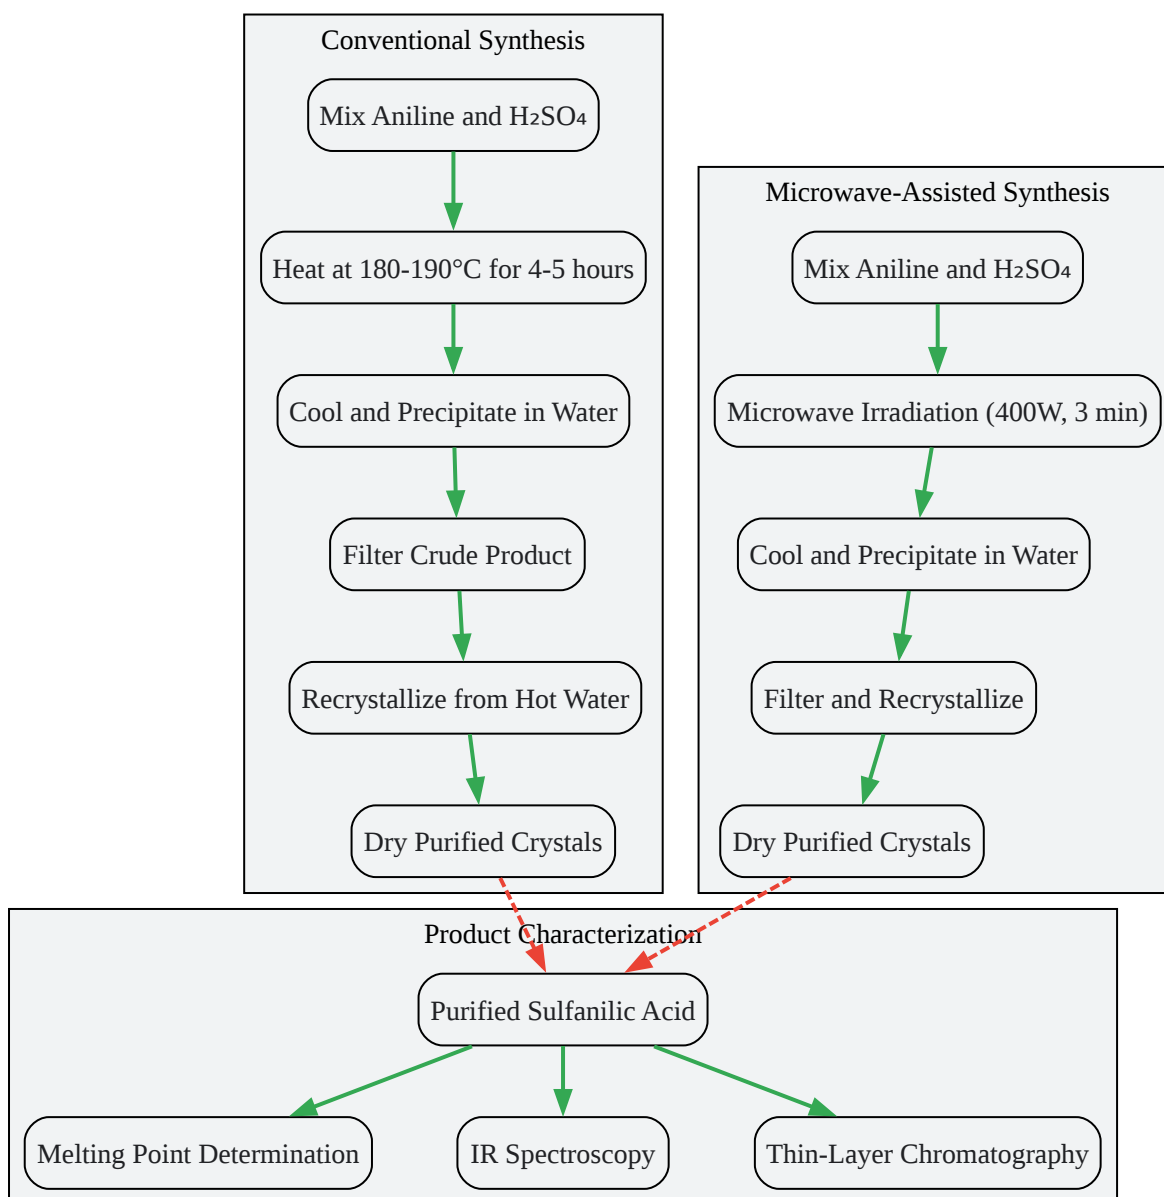 Conventional Synthesis
Mix Aniline and H₂SO₄
Heat at 180-190°C for 4-5 hours
Cool and Precipitate in Water
Filter Crude Product
Recrystallize from Hot Water
Dry Purified Crystals
Microwave-Assisted Synthesis
Mix Aniline and H₂SO₄
Microwave Irradiation (400W, 3 min)
Cool and Precipitate in Water
Filter and Recrystallize
Dry Purified Crystals
Product Characterization
Purified Sulfanilic Acid
Melting Point Determination
IR Spectroscopy
Thin-Layer Chromatography